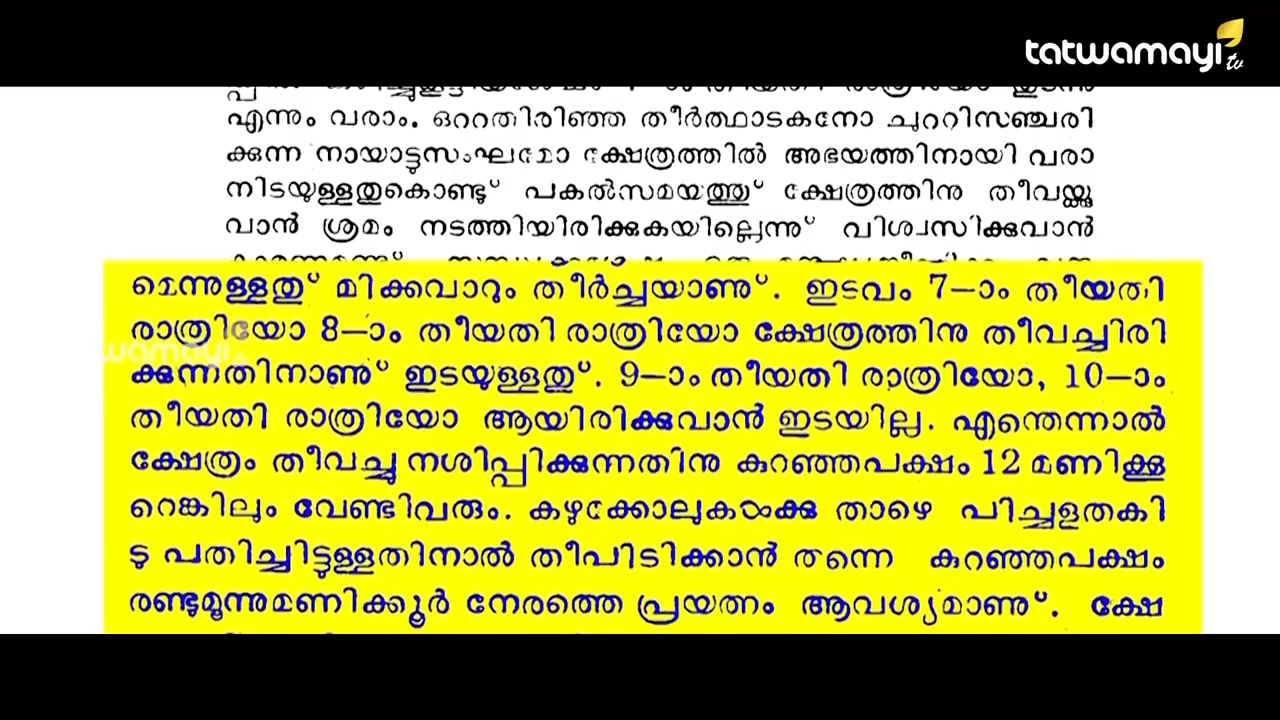 tatwamayi tv
എന്നും വരാം. ഒററതിരിഞ്ഞ തീർത്ഥാടകനോ ചുററിസഞ്ചരി
ക്കുന്ന നായാട്ടുസംഘമോ ക്ഷേത്രത്തിൽ അഭയത്തിനായി വരാ
നിടയുള്ളതുകൊണ്ടു് പകൽസമയത്തു് ക്ഷേത്രത്തിനു തീവയ്ക്കു
വാൻ ശ്രമം നടത്തിയിരിക്കുകയില്ലെന്നു് വിശ്വസിക്കുവാൻ
മെന്നുള്ളതു് മിക്കവാറും തീർച്ചയാണു്. ഇടവം 7—ാം തീയതി
രാത്രിയോ 8—ാം തീയതി രാത്രിയോ ക്ഷേത്രത്തിനു തീവച്ചിരി
ക്കുന്നതിനാണു് ഇടയുള്ളതു്. 9—ാം തീയതി രാത്രിയോ, 10—ാം
തീയതി രാത്രിയോ ആയിരിക്കുവാൻ ഇടയില്ല. എന്തെന്നാൽ
ക്ഷേത്രം തീവച്ചു നശിപ്പിക്കുന്നതിനു കുറഞ്ഞപക്ഷം 12 മണിക്കൂ
റെങ്കിലും വേണ്ടിവരും. കഴുക്കോലുകൾക്കു താഴെ പിച്ചളതകി
ടു പതിച്ചിട്ടുള്ളതിനാൽ തീപിടിക്കാൻ തന്നെ കുറഞ്ഞപക്ഷം
രണ്ടുമൂന്നുമണിക്കൂർ നേരത്തെ പ്രയത്നം ആവശ്യമാണു്. ക്ഷേ